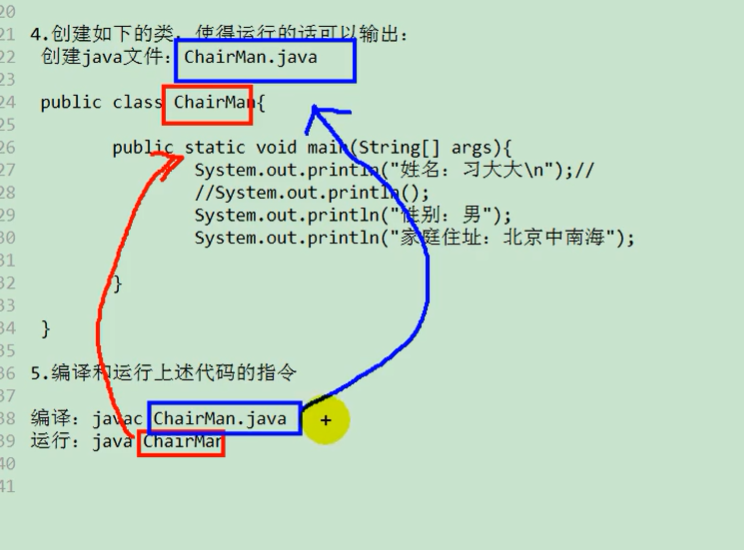 20
21 4.创建如下的类,使得运行的话可以输出:
22 创建java文件: ChairMan.java
23
24 public class ChairMan{
25
26 public static void main(String[] args){
27 System.out.println("姓名: 习大大\n");//
28 //System.out.println();
29 System.out.println("性别: 男");
30 System.out.println("家庭住址: 北京中南海");
31
32 }
33
34 }
35
36 5.编译和运行上述代码的指令
37
38 编译: javac ChairMan.java
39 运行: java ChairMan
40
41